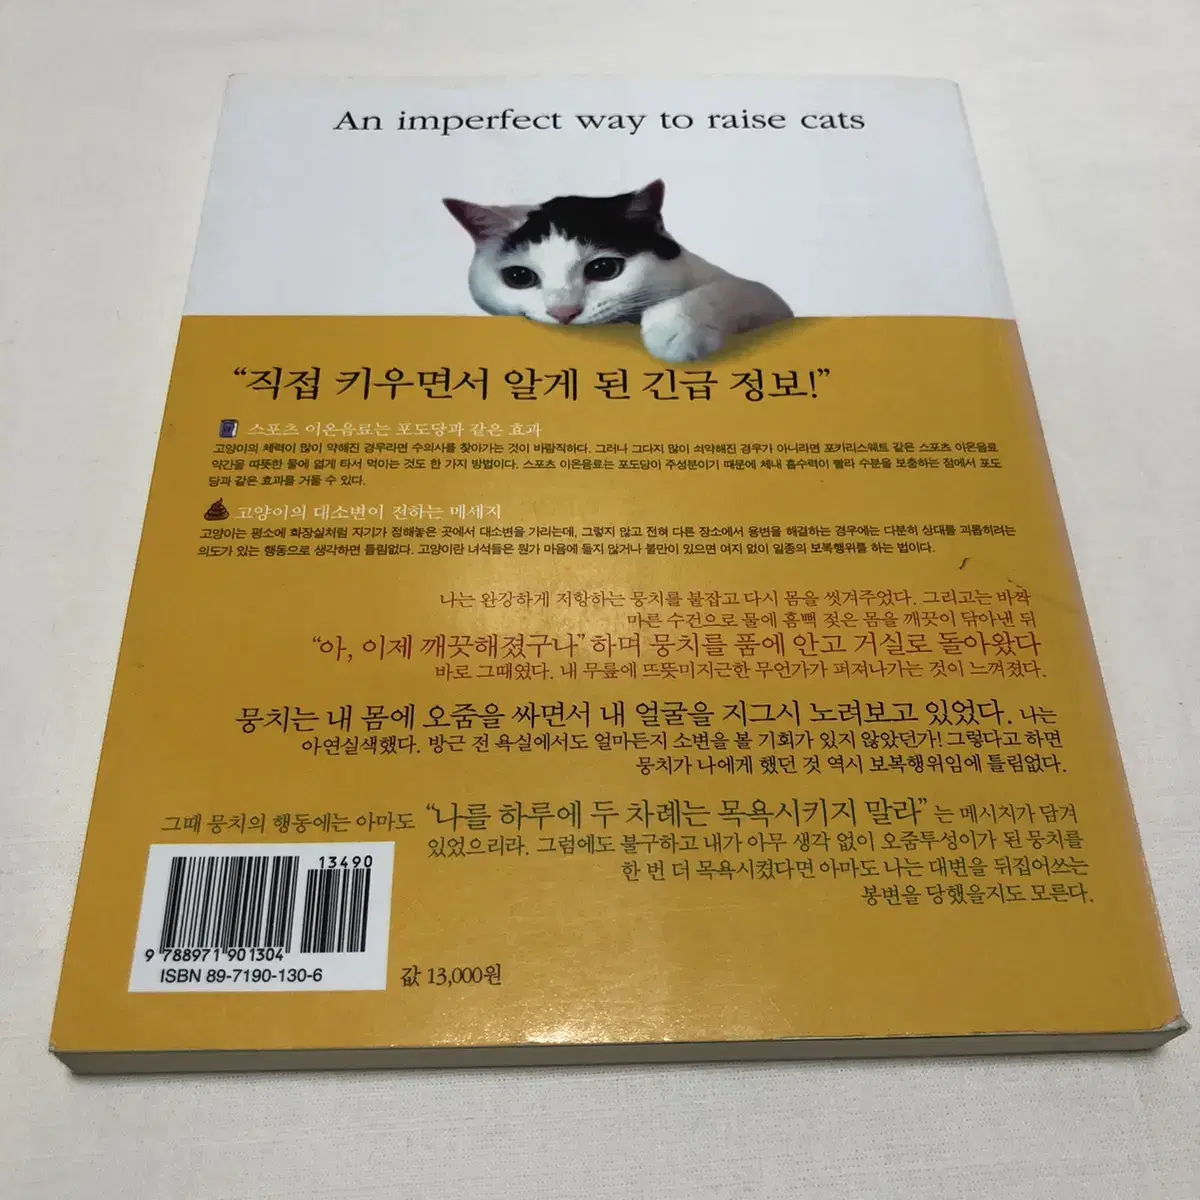 An imperfect way to raise cats
“직접 키우면서 알게 된 긴급 정보!”
스포츠 이온음료는 포도당과 같은 효과
고양이의 체력이 많이 약해진 경우라면 수의사를 찾아가는 것이 바람직하다. 그러나 그다지 많이 쇠약해진 경우가 아니라면 포카리스웨트 같은 스포츠 이온음료
약간을 따뜻한 물에 엷게 타서 먹이는 것도 한 가지 방법이다. 스포츠 이온음료는 포도당이 주성분이기 때문에 체내 흡수력이 빨라 수분을 보충하는 점에서 포도
당과 같은 효과를 거둘 수 있다.
고양이의 대소변이 전하는 메세지
고양이는 평소에 화장실처럼 자기가 정해놓은 곳에서 대소변을 가리는데, 그렇지 않고 전혀 다른 장소에서 용변을 해결하는 경우에는 다분히 상대를 괴롭히려는
의도가 있는 행동으로 생각하면 틀림없다. 고양이란 녀석들은 뭔가 마음에 들지 않거나 불만이 있으면 여지 없이 일종의 보복행위를 하는 법이다.
나는 완강하게 저항하는 뭉치를 붙잡고 다시 몸을 씻겨주었다. 그리고는 바짝
마른 수건으로 물에 흠뻑 젖은 몸을 깨끗이 닦아낸 뒤
“아, 이제 깨끗해졌구나” 하며 뭉치를 품에 안고 거실로 돌아왔다
바로 그때였다. 내 무릎에 뜨뜻미지근한 무언가가 퍼져나가는 것이 느껴졌다.
뭉치는 내 몸에 오줌을 싸면서 내 얼굴을 지그시 노려보고 있었다. 나는
아연실색했다. 방금 전 욕실에서도 얼마든지 소변을 볼 기회가 있지 않았던가! 그렇다고 하면
뭉치가 나에게 했던 것 역시 보복행위임에 틀림없다.
그때 뭉치의 행동에는 아마도 “나를 하루에 두 차례는 목욕시키지 말라” 는 메시지가 담겨
있었으리라. 그럼에도 불구하고 내가 아무 생각 없이 오줌투성이가 된 뭉치를
한 번 더 목욕시켰다면 아마도 나는 대변을 뒤집어쓰는
봉변을 당했을지도 모른다.
13490
9 788971 901304
ISBN 89-7190-130-6
값 13,000원